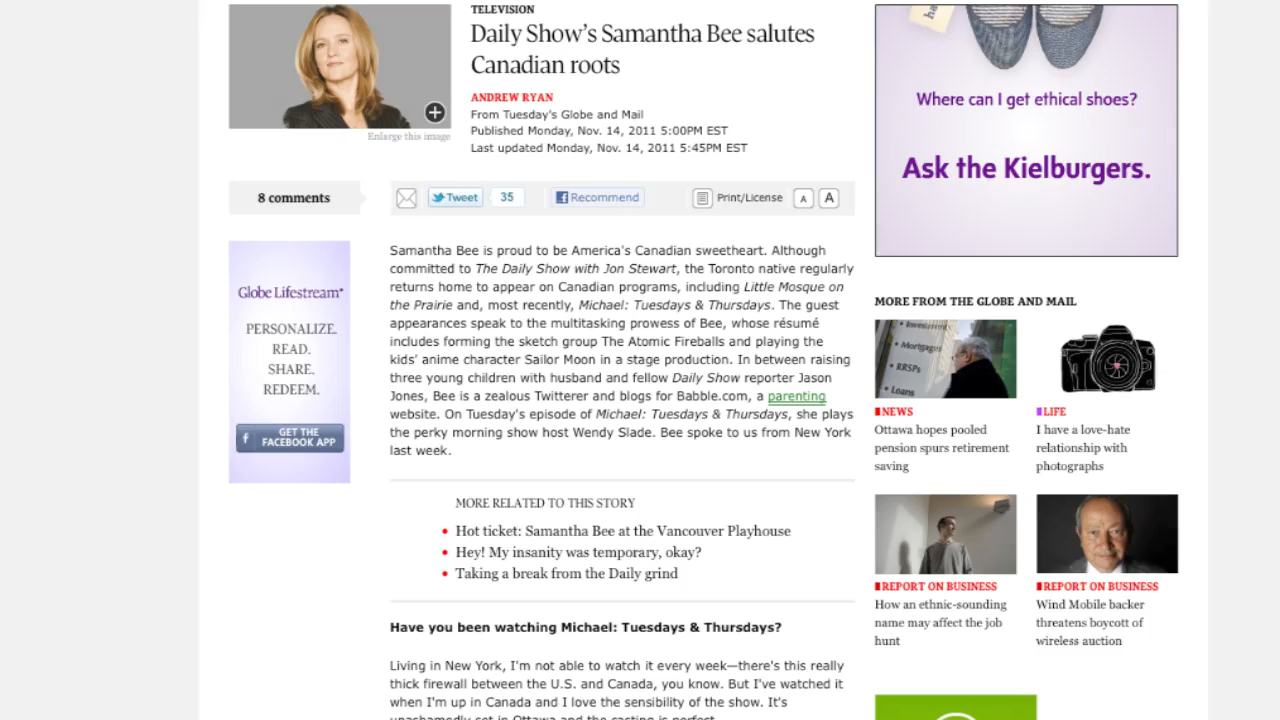 TELEVISION
Daily Show's Samantha Bee salutes
Canadian roots
ANDREW RYAN
From Tuesday's Globe and Mail
Published Monday, Nov. 14, 2011 5:00PM EST
Last updated Monday, Nov. 14, 2011 5:45PM EST
Enlarge this image
8 comments
Tweet
35
Recommend
Print/License
A
A
Globe Lifestream
PERSONALIZE.
READ.
SHARE.
REDEEM.
f GET THE
FACEBOOK APP
Samantha Bee is proud to be America's Canadian sweetheart. Although
committed to The Daily Show with Jon Stewart, the Toronto native regularly
returns home to appear on Canadian programs, including Little Mosque on
the Prairie and, most recently, Michael: Tuesdays & Thursdays. The guest
appearances speak to the multitasking prowess of Bee, whose résumé
includes forming the sketch group The Atomic Fireballs and playing the
kids' anime character Sailor Moon in a stage production. In between raising
three young children with husband and fellow Daily Show reporter Jason
Jones, Bee is a zealous Twitterer and blogs for Babble.com, a parenting
website. On Tuesday's episode of Michael: Tuesdays & Thursdays, she plays
the perky morning show host Wendy Slade. Bee spoke to us from New York
last week.
MORE RELATED TO THIS STORY
Hot ticket: Samantha Bee at the Vancouver Playhouse
Hey! My insanity was temporary, okay?
Taking a break from the Daily grind
Have you been watching Michael: Tuesdays & Thursdays?
Living in New York, I'm not able to watch it every week—there's this really
thick firewall between the U.S. and Canada, you know. But I've watched it
when I'm up in Canada and I love the sensibility of the show. It's
unashamedly set in Ottawa and the casting is perfect.
Where can I get ethical shoes?
Ask the Kielburgers.
MORE FROM THE GLOBE AND MAIL
• Mortgages
• RRSPs
• Loans
NEWS
Ottawa hopes pooled
pension spurs retirement
saving
LIFE
I have a love-hate
relationship with
photographs
REPORT ON BUSINESS
How an ethnic-sounding
name may affect the job
hunt
REPORT ON BUSINESS
Wind Mobile backer
threatens boycott of
wireless auction